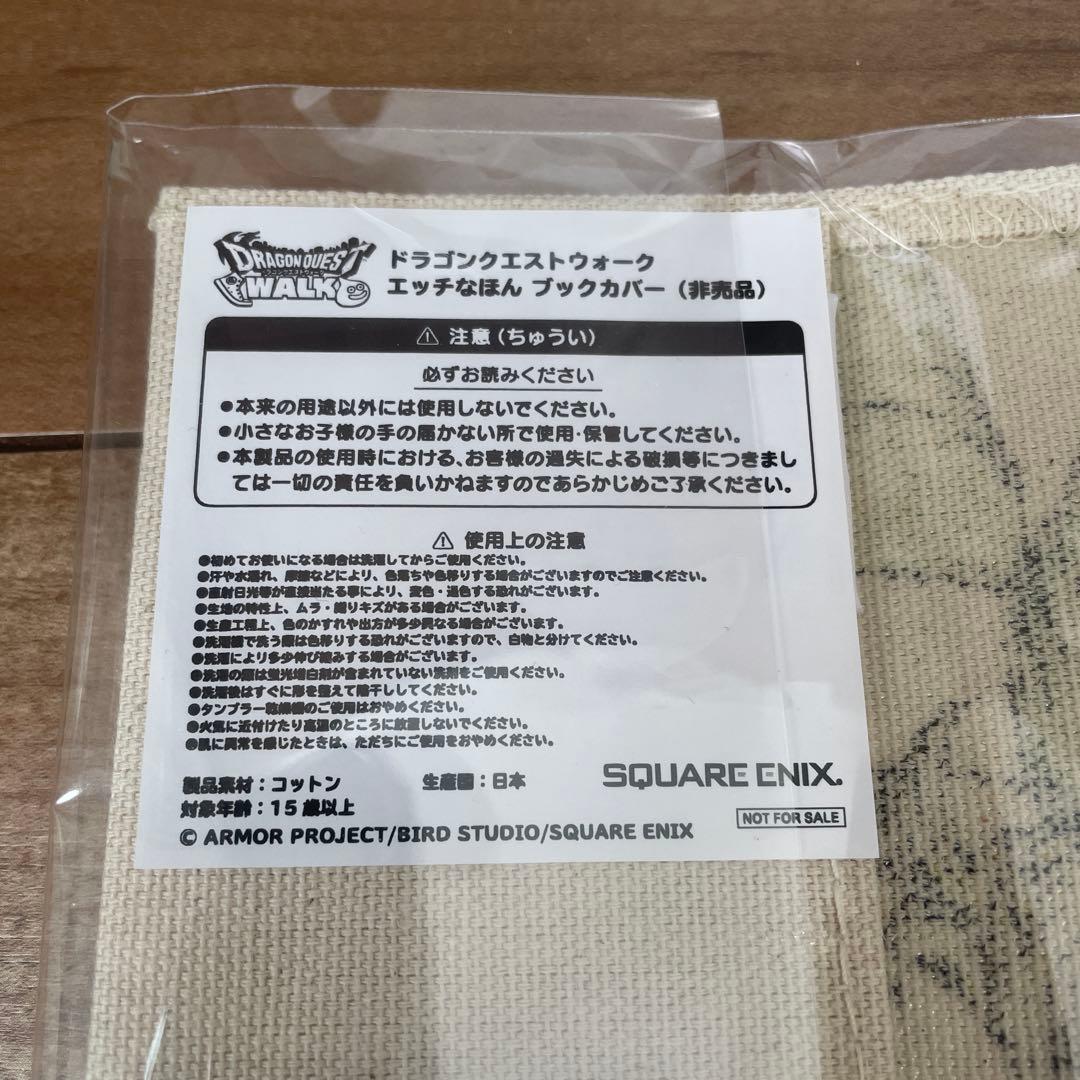 DRAGON QUEST
ドラゴンクエストウォーク
WALK
ドラゴンクエストウォーク
エッチなほん ブックカバー（非売品）
⚠ 注意（ちゅうい）
必ずお読みください
●本来の用途以外には使用しないでください。
●小さなお子様の手の届かない所で使用・保管してください。
●本製品の使用時における、お客様の過失による破損等につきまし
ては一切の責任を負いかねますのであらかじめご了承ください。
⚠ 使用上の注意
●初めてお使いになる場合は洗濯してからご使用ください。
●汗や水濡れ、摩擦などにより、色落ちや色移りする場合がございますのでご注意ください。
●直射日光等が直接当たる事により、変色・退色する恐れがございます。
●生地の特性上、ムラ・織りキズがある場合がございます。
●生産工程上、色のかすれや出方が多少異なる場合がございます。
●洗濯機で洗う際は色移りする恐れがございますので、白物と分けてください。
●洗濯により多少伸び縮みする場合がございます。
●洗濯の際は蛍光増白剤が含まれていない洗剤をご使用ください。
●洗濯後はすぐに形を整えて陰干ししてください。
●タンブラー乾燥機のご使用はおやめください。
●火気に近付けたり高温のところに放置しないでください。
●肌に異常を感じたときは、ただちにご使用をおやめください。
製品素材：コットン 生産国：日本
対象年齢：15歳以上
SQUARE ENIX.
NOT FOR SALE
© ARMOR PROJECT/BIRD STUDIO/SQUARE ENIX